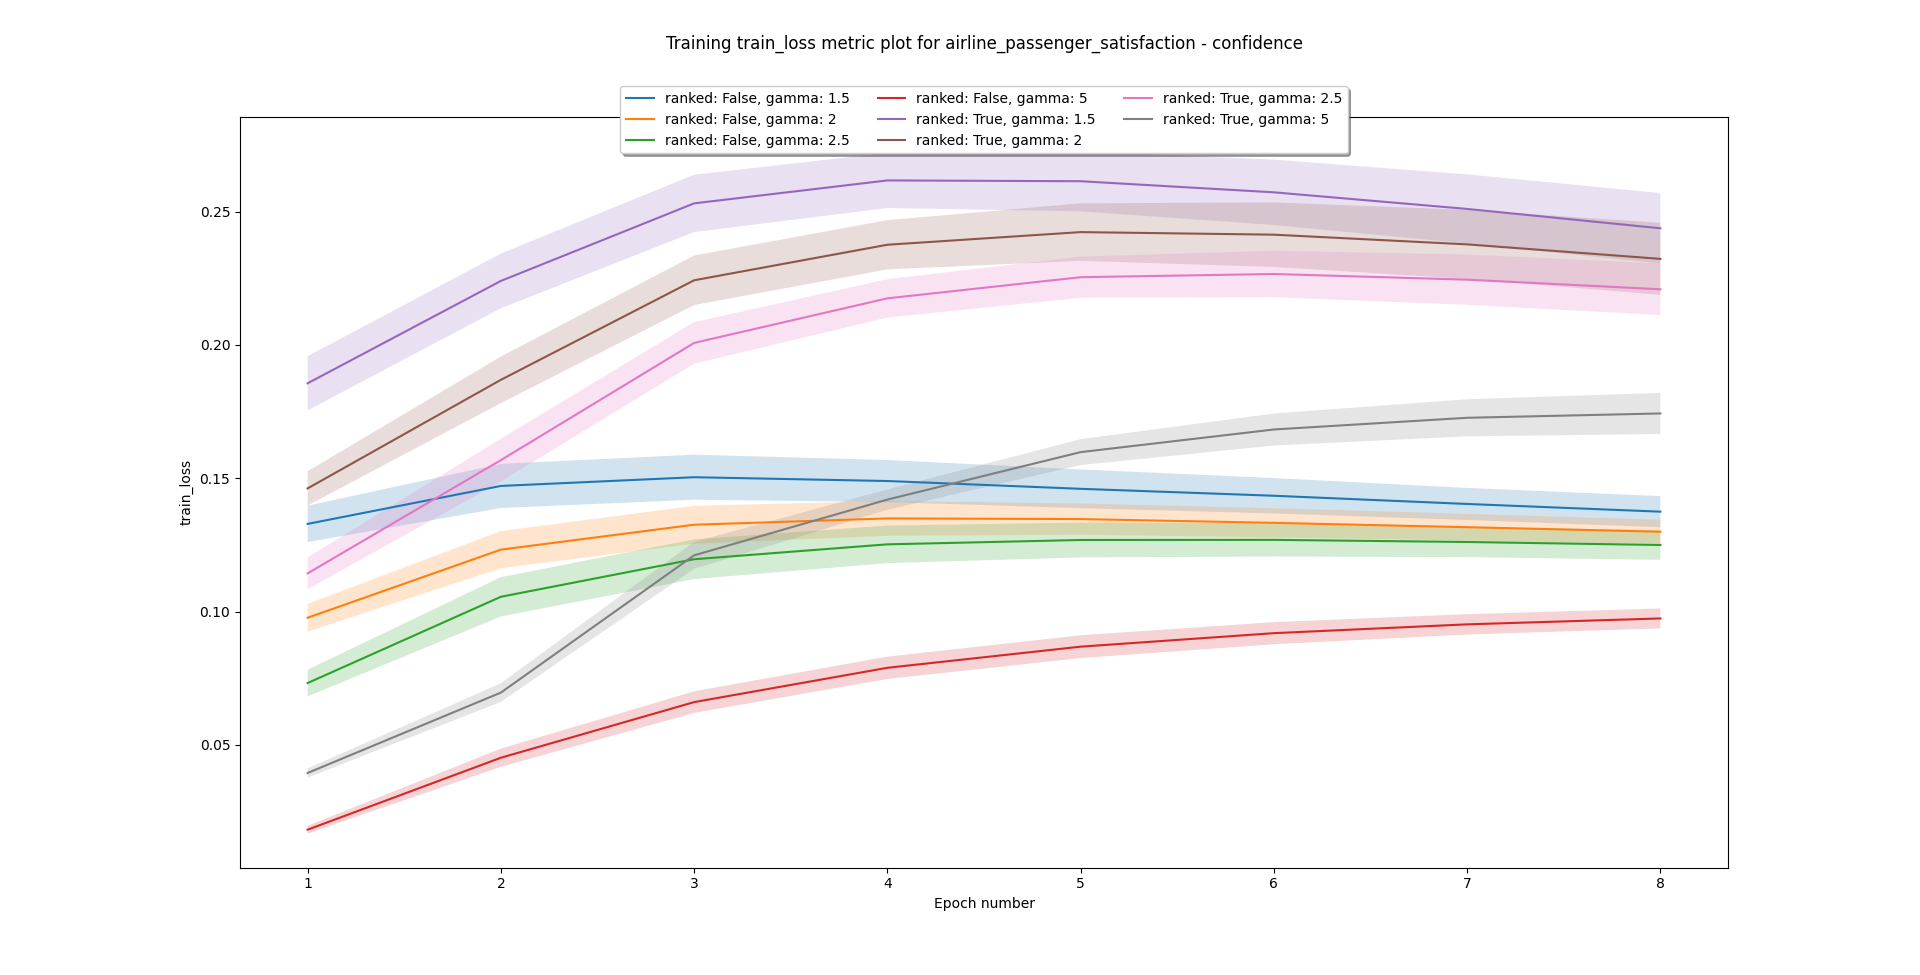 Training train_loss metric plot for airline_passenger_satisfaction - confidence
ranked: False, gamma: 1.5
ranked: False, gamma: 2
ranked: False, gamma: 2.5
ranked: False, gamma: 5
ranked: True, gamma: 1.5
ranked: True, gamma: 2
ranked: True, gamma: 2.5
ranked: True, gamma: 5
train_loss
0.25
0.20
0.15
0.10
0.05
1 2 3 4 5 6 7 8
Epoch number